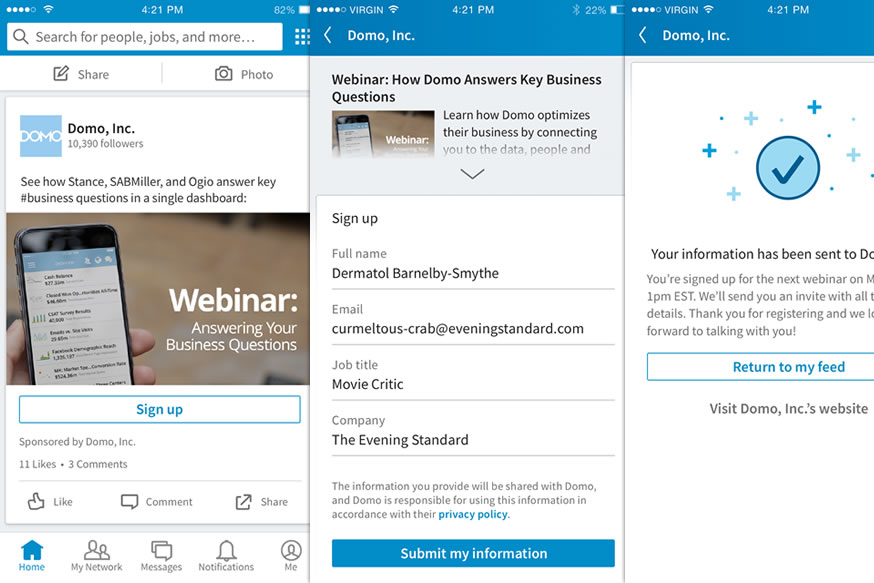 4:21 PM
82%
Search for people, jobs, and more…
Share
Photo
DOMO
Domo, Inc.
10,390 followers
See how Stance, SABMiller, and Ogio answer key
#business questions in a single dashboard:
Cash Balance
$77.32m
CSAT Survey Results
Emails vs. Site Visits
Facebook Demographic Reach
Webinar:
Answering Your
Business Questions
Sign up
Sponsored by Domo, Inc.
11 Likes • 3 Comments
Like
Comment
Share
Home
My Network
Messages
Notifications
Me
VIRGIN
4:21 PM
22%
Domo, Inc.
Webinar: How Domo Answers Key Business
Questions
Webinar:
Answering Your
Learn how Domo optimizes
their business by connecting
you to the data, people and
Sign up
Full name
Dermatol Barnelby-Smythe
Email
curmeltous-crab@eveningstandard.com
Job title
Movie Critic
Company
The Evening Standard
The information you provide will be shared with Domo,
and Domo is responsible for using this information in
accordance with their privacy policy.
Submit my information
VIRGIN
4:21 PM
Domo, Inc.
Your information has been sent to Do
You're signed up for the next webinar on M
1pm EST. We'll send you an invite with all t
details. Thank you for registering and we lo
forward to talking with you!
Return to my feed
Visit Domo, Inc.'s website